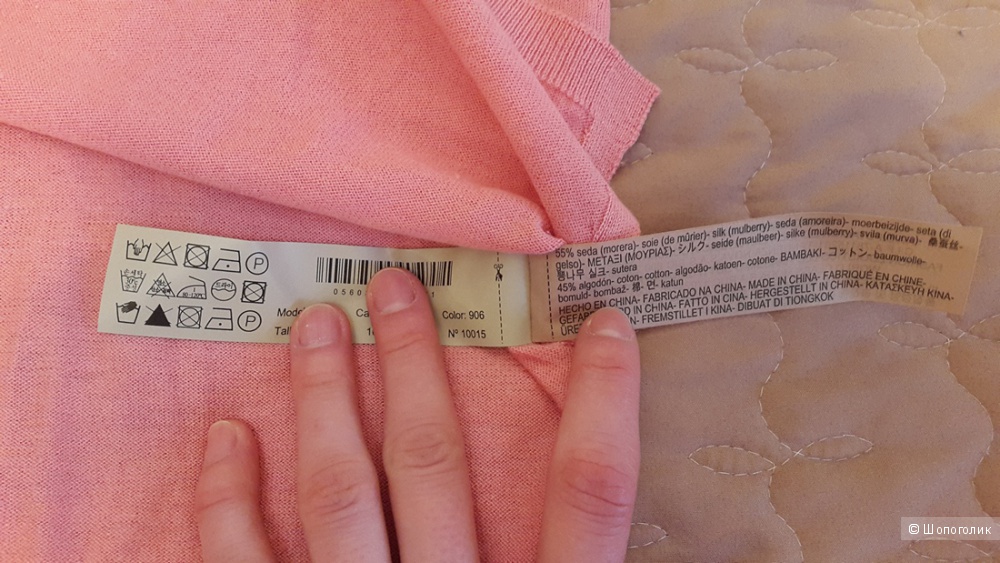 Color: 906
Nº 10015
55% seda (morera)- soie (de mûrier)- silk (mulberry)- seda (amoreira)- moerbeizijde- seta (di
gelso)- ΜΕΤΑΞΙ (ΜΟΥΡΙΑΣ)- シルク- seide (maulbeer)- silke (mulberry)- svila (murva)- 桑蚕丝-
뽕나무 실크- sutera
45% algodón- coton- cotton- algodão- katoen- cotone- BAMBAKI- コットン- baumwolle-
bomuld- bombaž- 棉- 면- katun
HECHO EN CHINA- FABRICADO NA CHINA- MADE IN CHINA- FABRIQUÉ EN CHINE-
IN CHINA- FATTO IN CINA- HERGESTELLT IN CHINA- ΚΑΤΑΣΚΕΥΗ ΚΙΝΑ-
FREMSTILLET I KINA- DIBUAT DI TIONGKOK
© Шопоголик